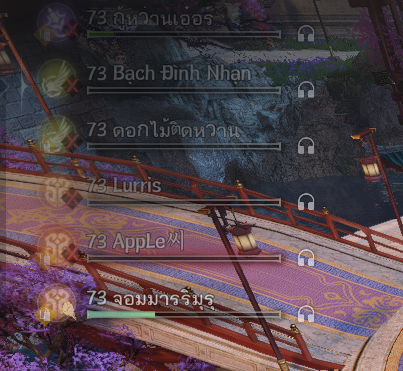 73 กู้หว่านเออร์
73 Bạch Đình Nhan
73 ดอกไม้ติดหวาน
73 Lurris
73 AppLe씨
73 จอมม๊ารรมุรุ